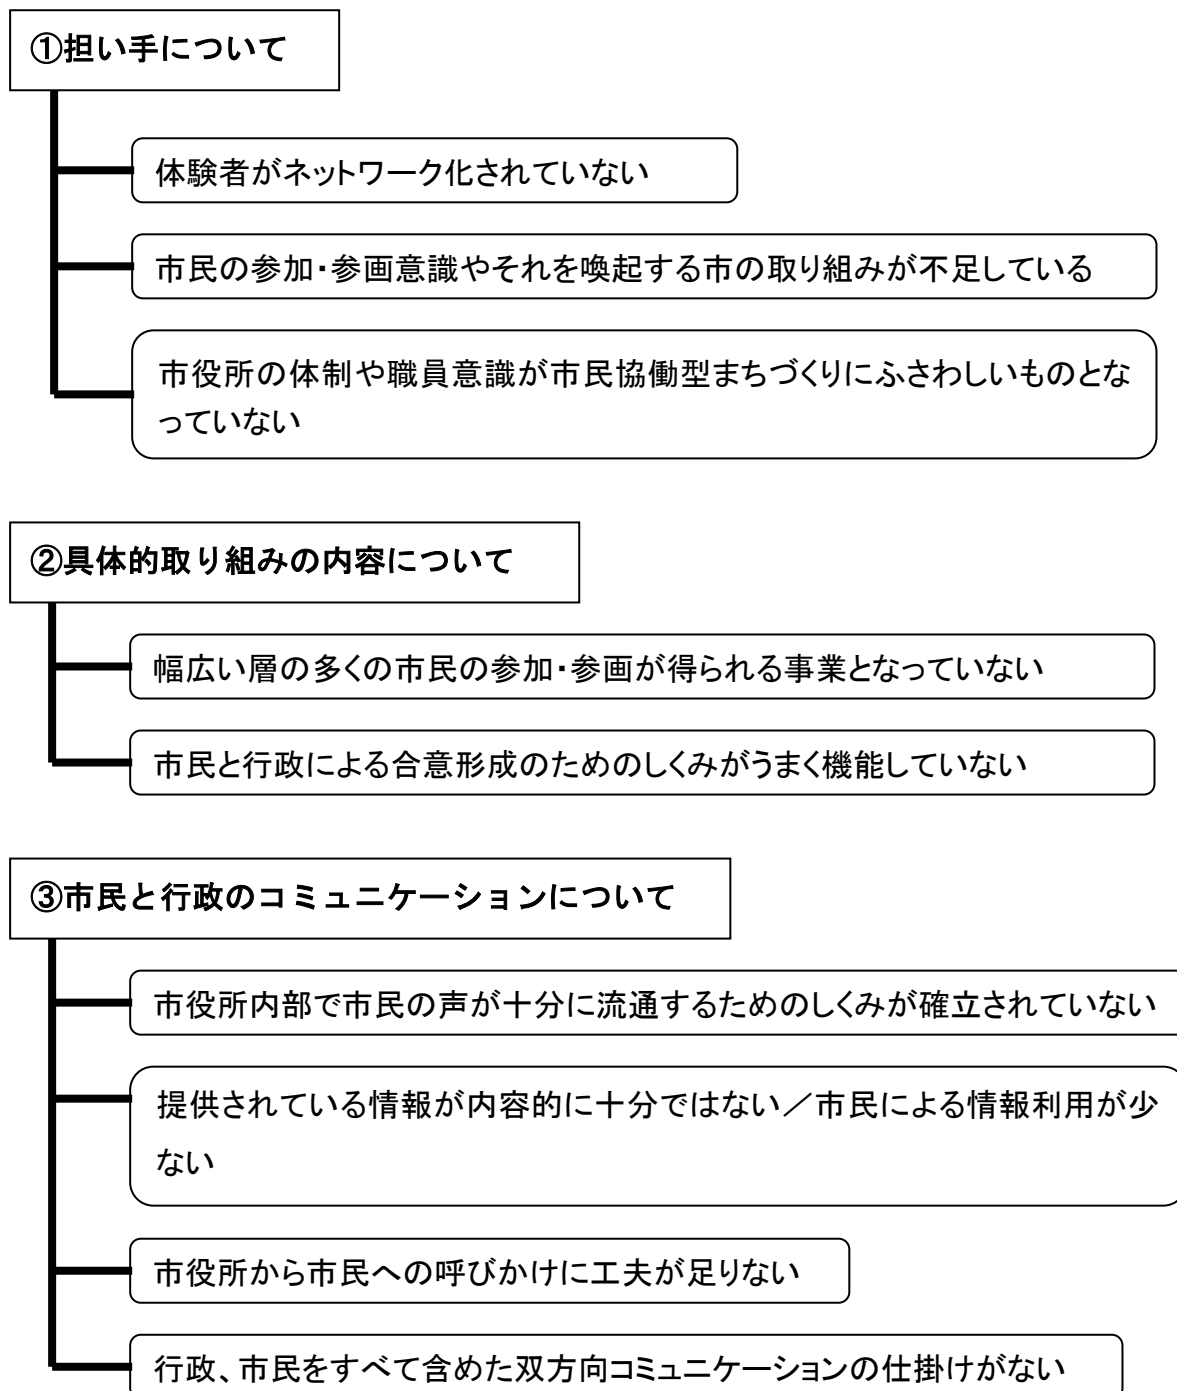 ①担い手について
体験者がネットワーク化されていない
市民の参加・参画意識やそれを喚起する市の取り組みが不足している
市役所の体制や職員意識が市民協働型まちづくりにふさわしいものとな
っていない
②具体的取り組みの内容について
幅広い層の多くの市民の参加・参画が得られる事業となっていない
市民と行政による合意形成のためのしくみがうまく機能していない
③市民と行政のコミュニケーションについて
市役所内部で市民の声が十分に流通するためのしくみが確立されていない
提供されている情報が内容的に十分ではない／市民による情報利用が少
ない
市役所から市民への呼びかけに工夫が足りない
行政、市民をすべて含めた双方向コミュニケーションの仕掛けがない